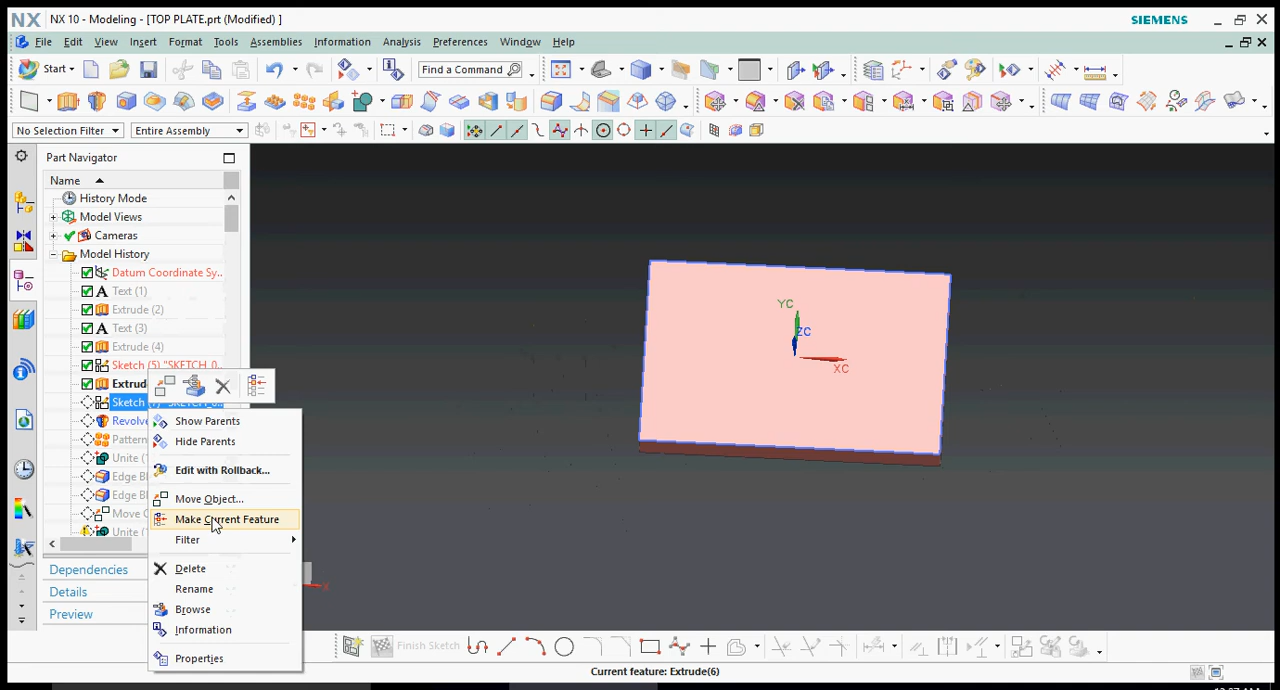 NX NX 10 - Modeling - [TOP PLATE.prt (Modified) ] SIEMENS
File Edit View Insert Format Tools Assemblies Information Analysis Preferences Window Help
Start Find a Command
No Selection Filter Entire Assembly
Part Navigator
Name
History Mode
Model Views
Cameras
Model History
Datum Coordinate Sy..
Text (1)
Extrude (2)
Text (3)
Extrude (4)
Sketch (5) "SKETCH_0..
Extrud
Sketch
Revolve
Pattern
Unite (
Edge Bl
Edge Bl
Move O
Unite (
Show Parents
Hide Parents
Edit with Rollback...
Move Object...
Make Current Feature
Filter
Delete
Rename
Browse
Information
Properties
Dependencies
Details
Preview
YC
ZC
XC
X
Finish Sketch
Current feature: Extrude(6)